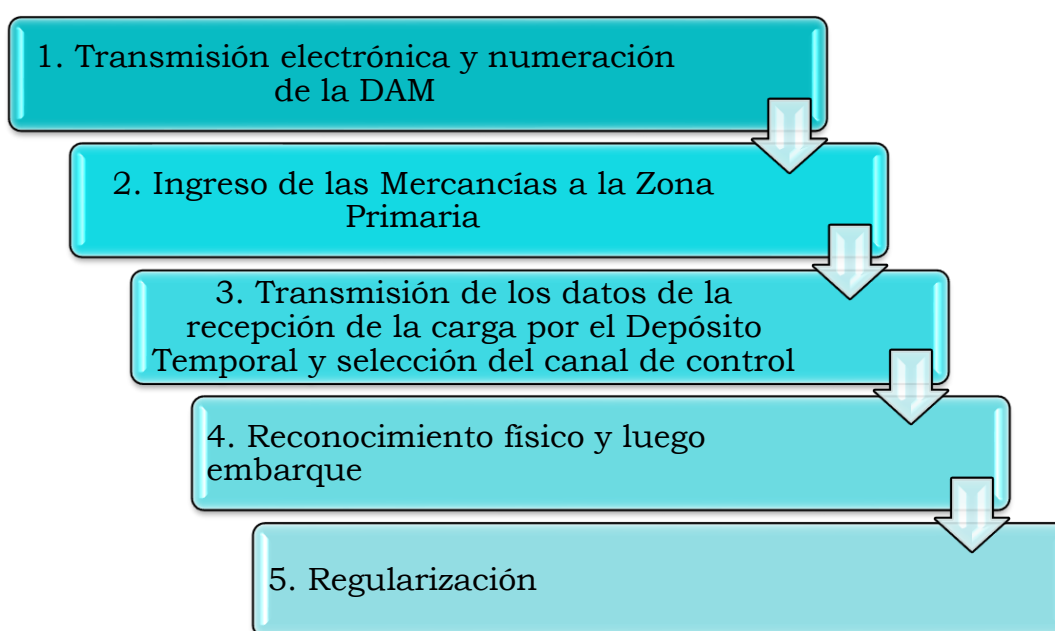 1. Transmisión electrónica y numeración
de la DAM
2. Ingreso de las Mercancías a la Zona
Primaria
3. Transmisión de los datos de la
recepción de la carga por el Depósito
Temporal y selección del canal de control
4. Reconocimiento físico y luego
embarque
5. Regularización